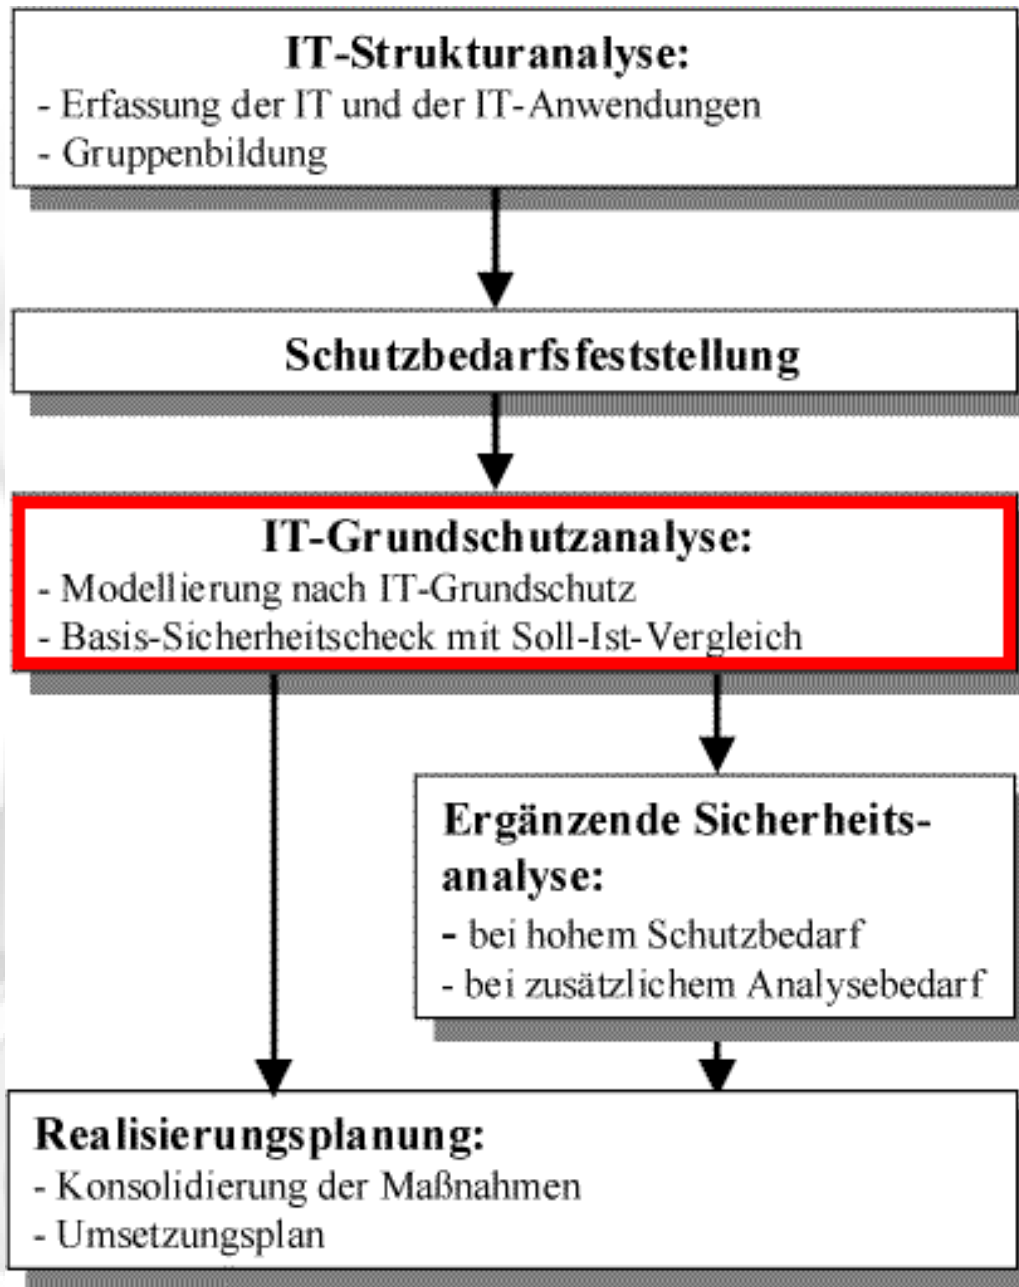 IT-Strukturanalyse:
- Erfassung der IT und der IT-Anwendungen
- Gruppenbildung
Schutzbedarfsfeststellung
IT-Grundschutzanalyse:
- Modellierung nach IT-Grundschutz
- Basis-Sicherheitscheck mit Soll-Ist-Vergleich
Ergänzende Sicherheits-
analyse:
- bei hohem Schutzbedarf
- bei zusätzlichem Analysebedarf
Realisierungsplanung:
- Konsolidierung der Maßnahmen
- Umsetzungsplan